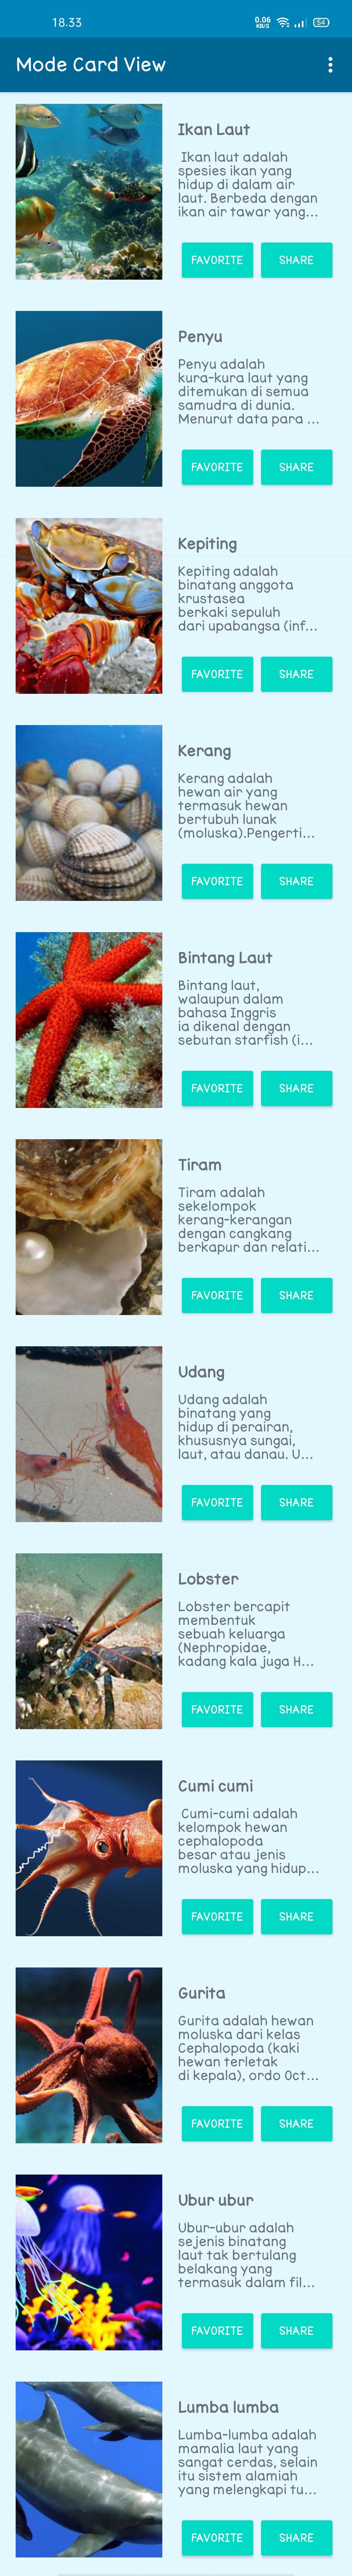 18.33
0.06
KB/S
54
Mode Card View
Ikan Laut
Ikan laut adalah
spesies ikan yang
hidup di dalam air
laut. Berbeda dengan
ikan air tawar yang...
FAVORITE SHARE
Penyu
Penyu adalah
kura-kura laut yang
ditemukan di semua
samudra di dunia.
Menurut data para ...
FAVORITE SHARE
Kepiting
Kepiting adalah
binatang anggota
krustasea
berkaki sepuluh
dari upabangsa (inf...
FAVORITE SHARE
Kerang
Kerang adalah
hewan air yang
termasuk hewan
bertubuh lunak
(moluska).Pengerti...
FAVORITE SHARE
Bintang Laut
Bintang laut,
walaupun dalam
bahasa Inggris
ia dikenal dengan
sebutan starfish (i...
FAVORITE SHARE
Tiram
Tiram adalah
sekelompok
kerang-kerangan
dengan cangkang
berkapur dan relati...
FAVORITE SHARE
Udang
Udang adalah
binatang yang
hidup di perairan,
khususnya sungai,
laut, atau danau. U...
FAVORITE SHARE
Lobster
Lobster bercapit
membentuk
sebuah keluarga
(Nephropidae,
kadang kala juga H...
FAVORITE SHARE
Cumi cumi
Cumi-cumi adalah
kelompok hewan
cephalopoda
besar atau jenis
moluska yang hidup...
FAVORITE SHARE
Gurita
Gurita adalah hewan
moluska dari kelas
Cephalopoda (kaki
hewan terletak
di kepala), ordo Oct...
FAVORITE SHARE
Ubur ubur
Ubur-ubur adalah
sejenis binatang
laut tak bertulang
belakang yang
termasuk dalam fil...
FAVORITE SHARE
Lumba lumba
Lumba-lumba adalah
mamalia laut yang
sangat cerdas, selain
itu sistem alamiah
yang melengkapi tu...
FAVORITE SHARE